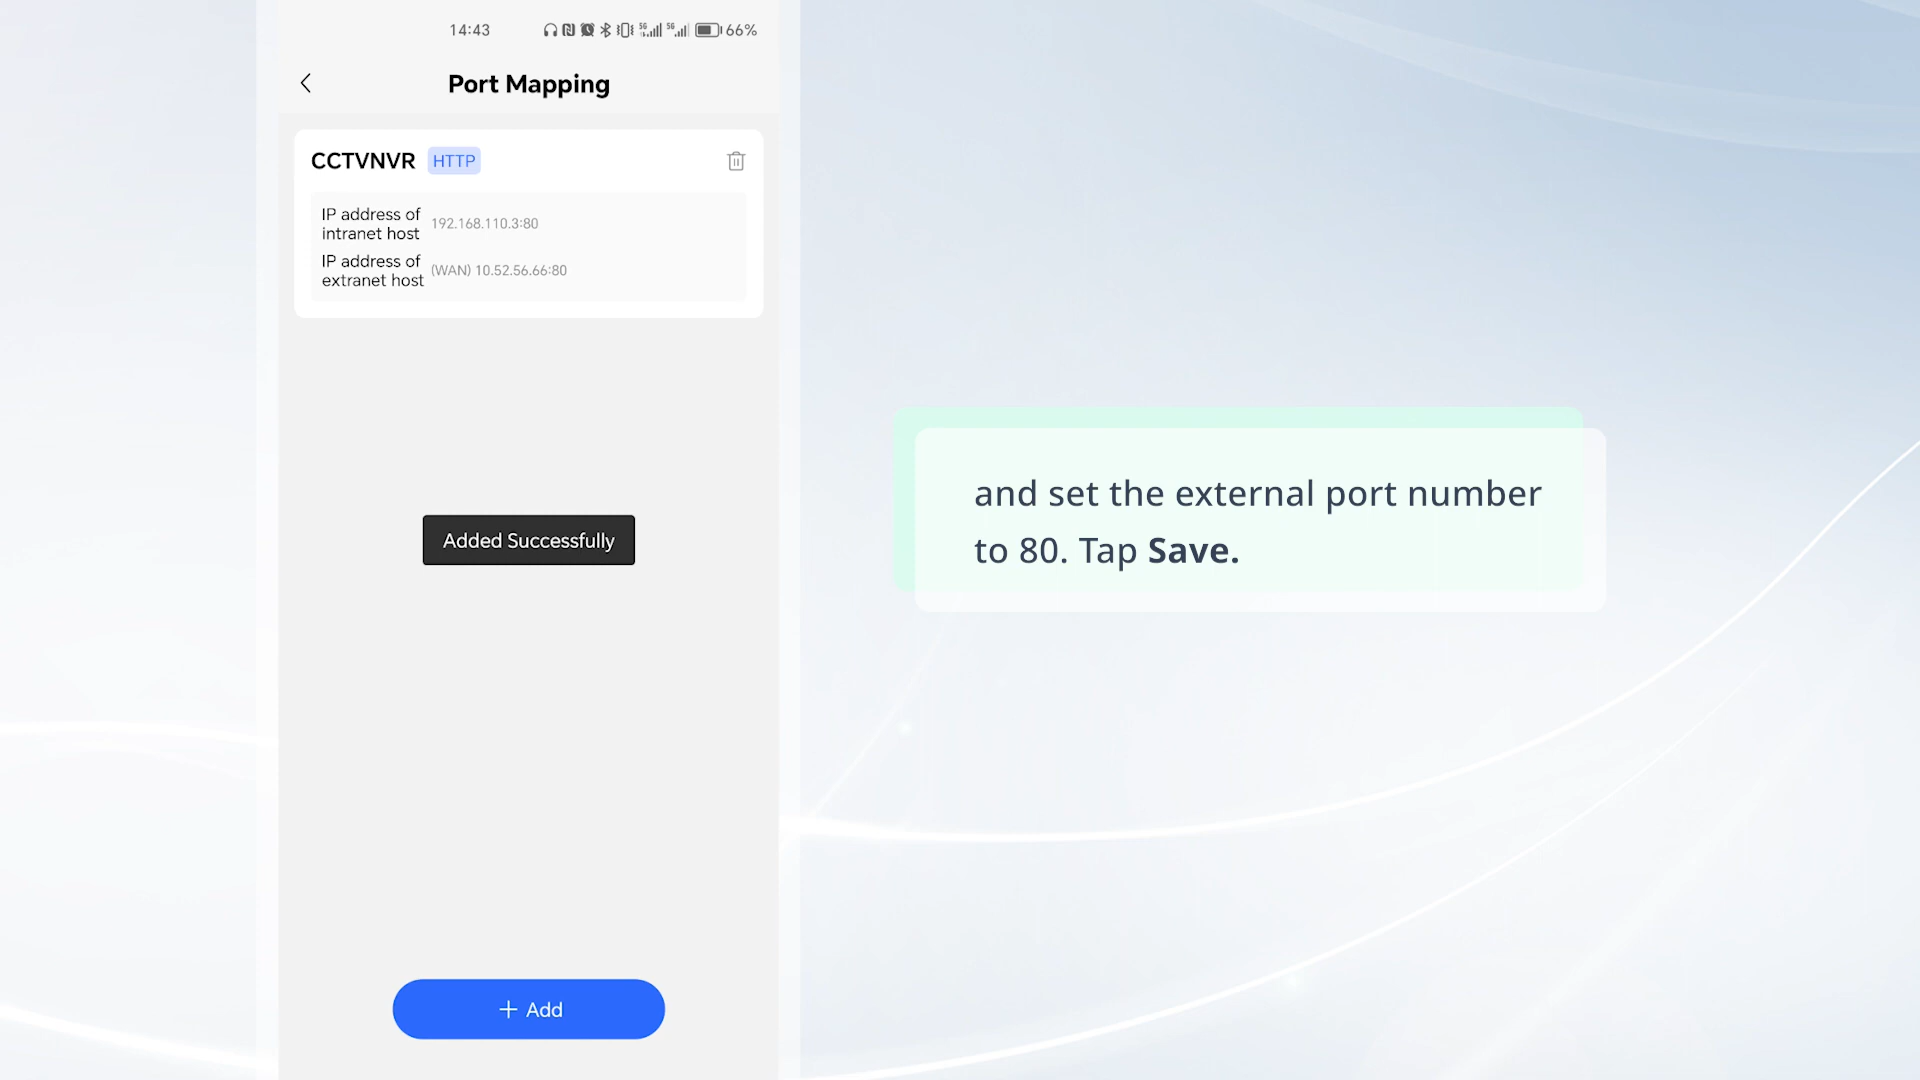 14:43
5G 5G 66%
Port Mapping
CCTVNVR HTTP
IP address of
intranet host
192.168.110.3:80
IP address of
extranet host
(WAN) 10.52.56.66:80
and set the external port number
to 80. Tap Save.
Added Successfully
+ Add